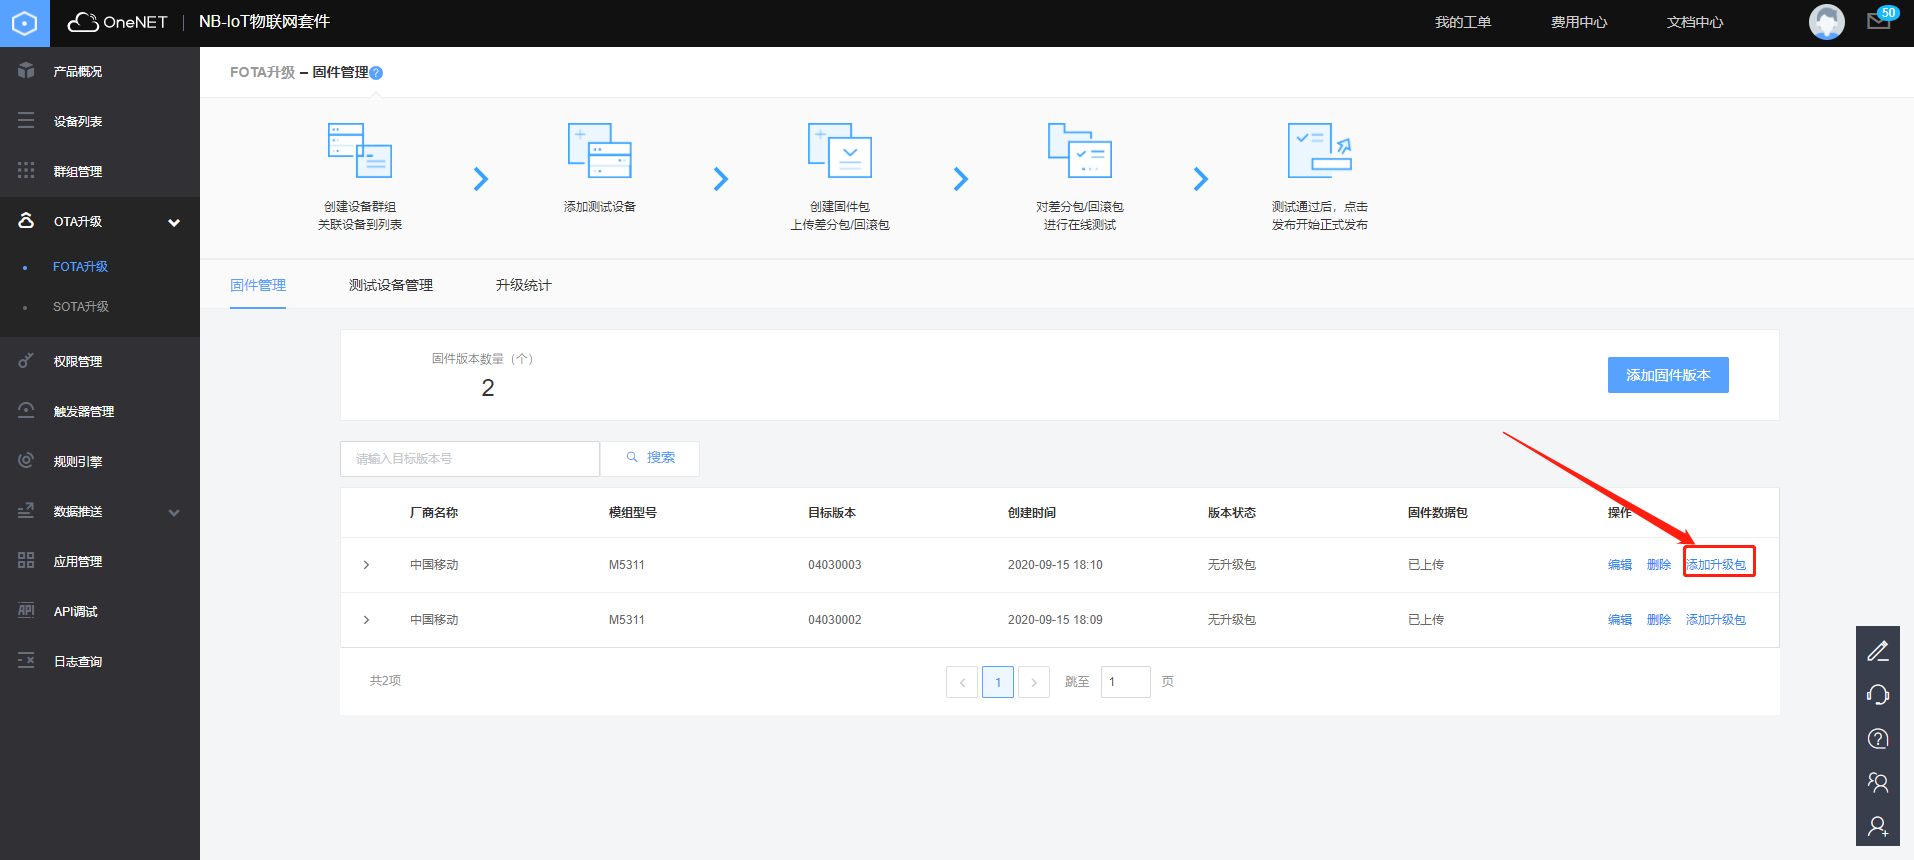 OneNET | NB-IoT物联网套件
我的工单
费用中心
文档中心
50
产品概况
设备列表
群组管理
OTA升级
FOTA升级
SOTA升级
权限管理
触发器管理
规则引擎
数据推送
应用管理
API API调试
日志查询
FOTA升级 – 固件管理 ?
创建设备群组
关联设备到列表
添加测试设备
创建固件包
上传差分包/回滚包
对差分包/回滚包
进行在线测试
测试通过后，点击
发布开始正式发布
固件管理
测试设备管理
升级统计
固件版本数量（个）
2
添加固件版本
请输入目标版本号
搜索
厂商名称 模组型号 目标版本 创建时间 版本状态 固件数据包 操作
中国移动 M5311 04030003 2020-09-15 18:10 无升级包 已上传 编辑 删除 添加升级包
中国移动 M5311 04030002 2020-09-15 18:09 无升级包 已上传 编辑 删除 添加升级包
共2项
< 1 > 跳至 1 页